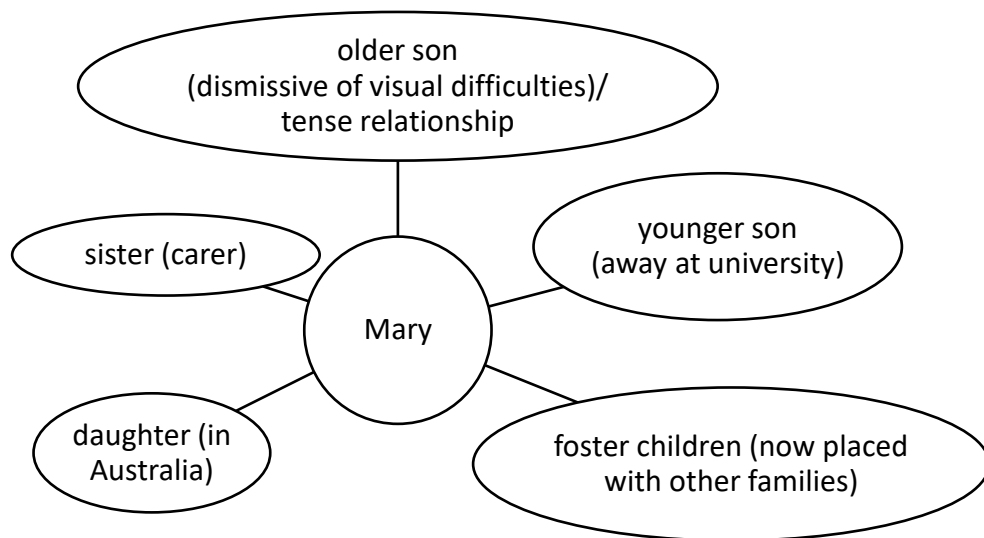 older son
(dismissive of visual difficulties)/
tense relationship
younger son
(away at university)
sister (carer)
Mary
daughter (in
Australia)
foster children (now placed
with other families)